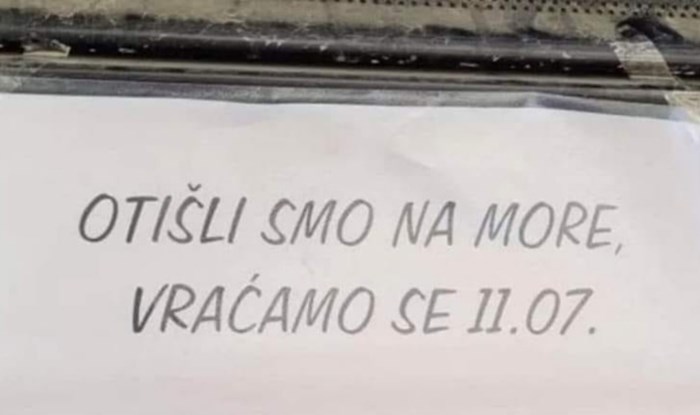 OTIŠLI SMO NA MORE,
VRAĆAMO SE 11.07.